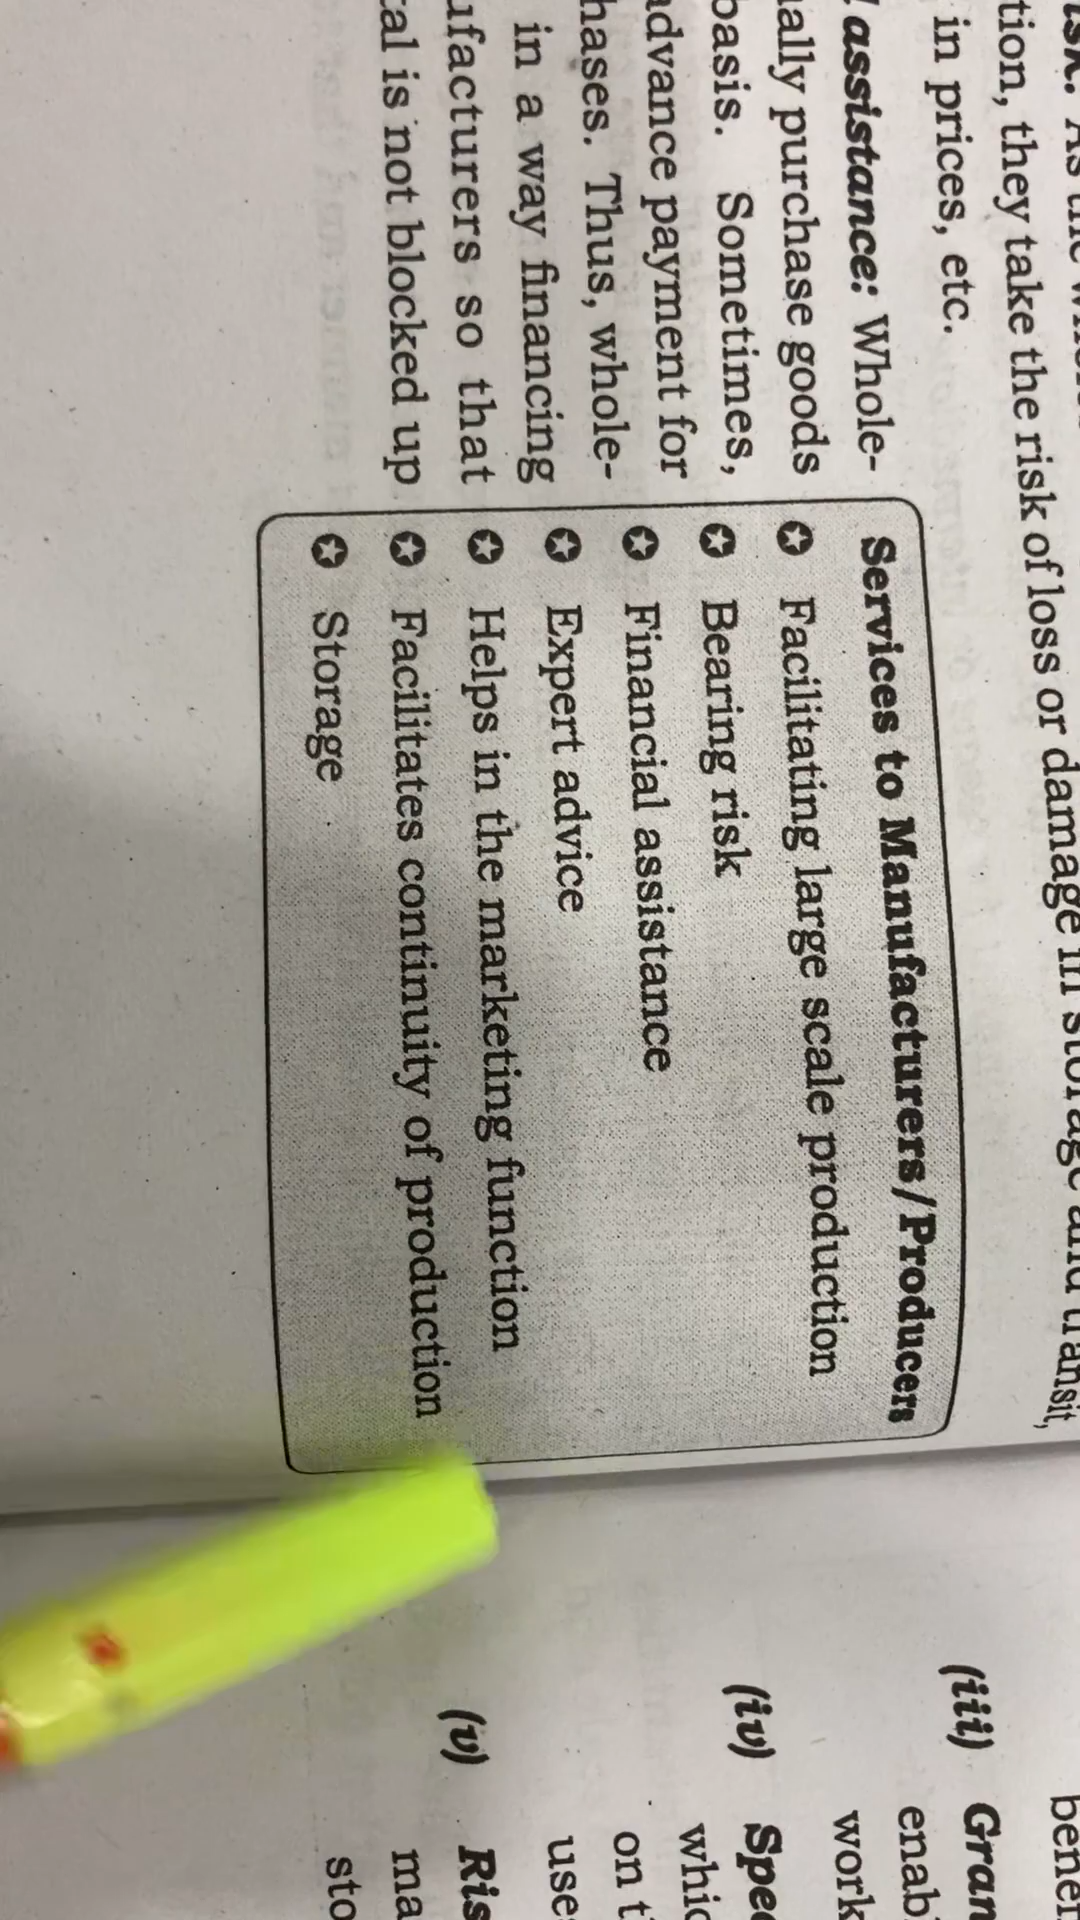 tion, they take the risk of loss or damage in storage and transit,
in prices, etc.
assistance: Whole-
ally purchase goods
basis. Sometimes,
advance payment for
hases. Thus, whole-
in a way financing
ufacturers so that
al is not blocked up
Services to Manufacturers/Producers
✪ Facilitating large scale production
✪ Bearing risk
✪ Financial assistance
✪ Expert advice
✪ Helps in the marketing function
✪ Facilitates continuity of production
✪ Storage
(iii) Gran
enab
work
(iv) Spec
whic
on t
use
(v) Ris
ma
sto